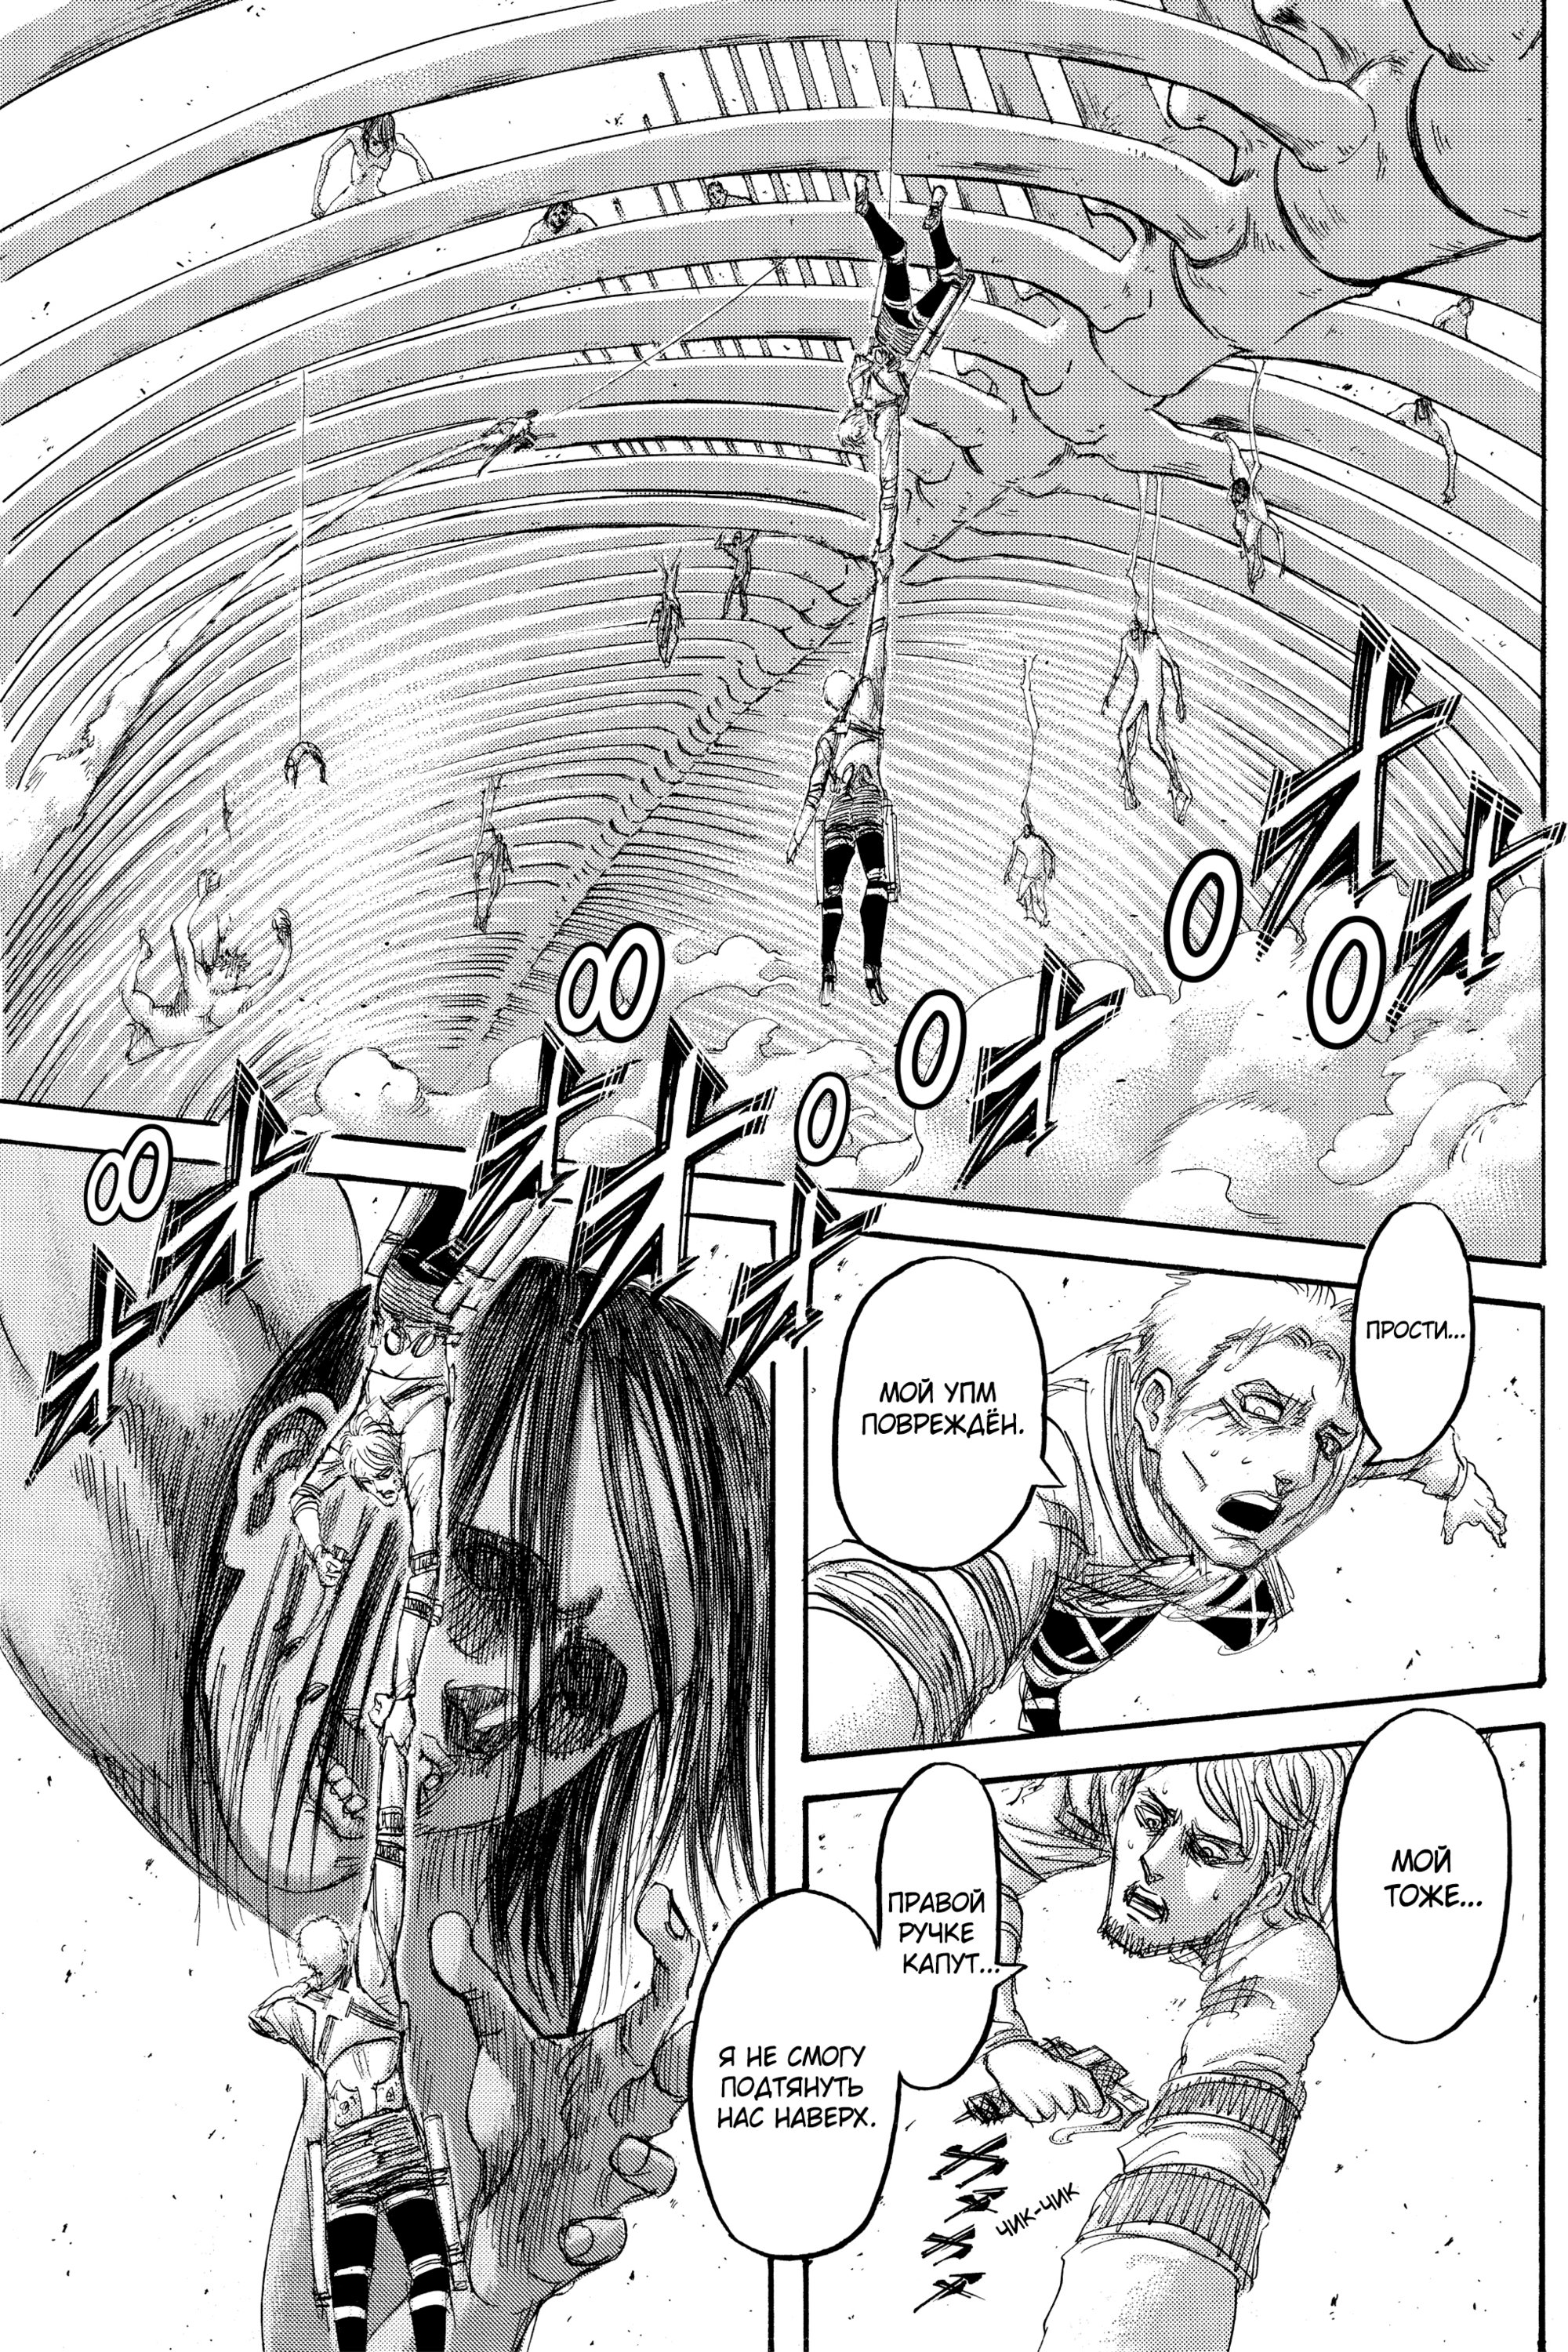 ПРОСТИ...
МОЙ УПМ
ПОВРЕЖДЁН.
МОЙ
ТОЖЕ...
ПРАВОЙ
РУЧКЕ
КАПУТ...
Я НЕ СМОГУ
ПОДТЯНУТЬ
НАС НАВЕРХ.
ЧИК-ЧИК